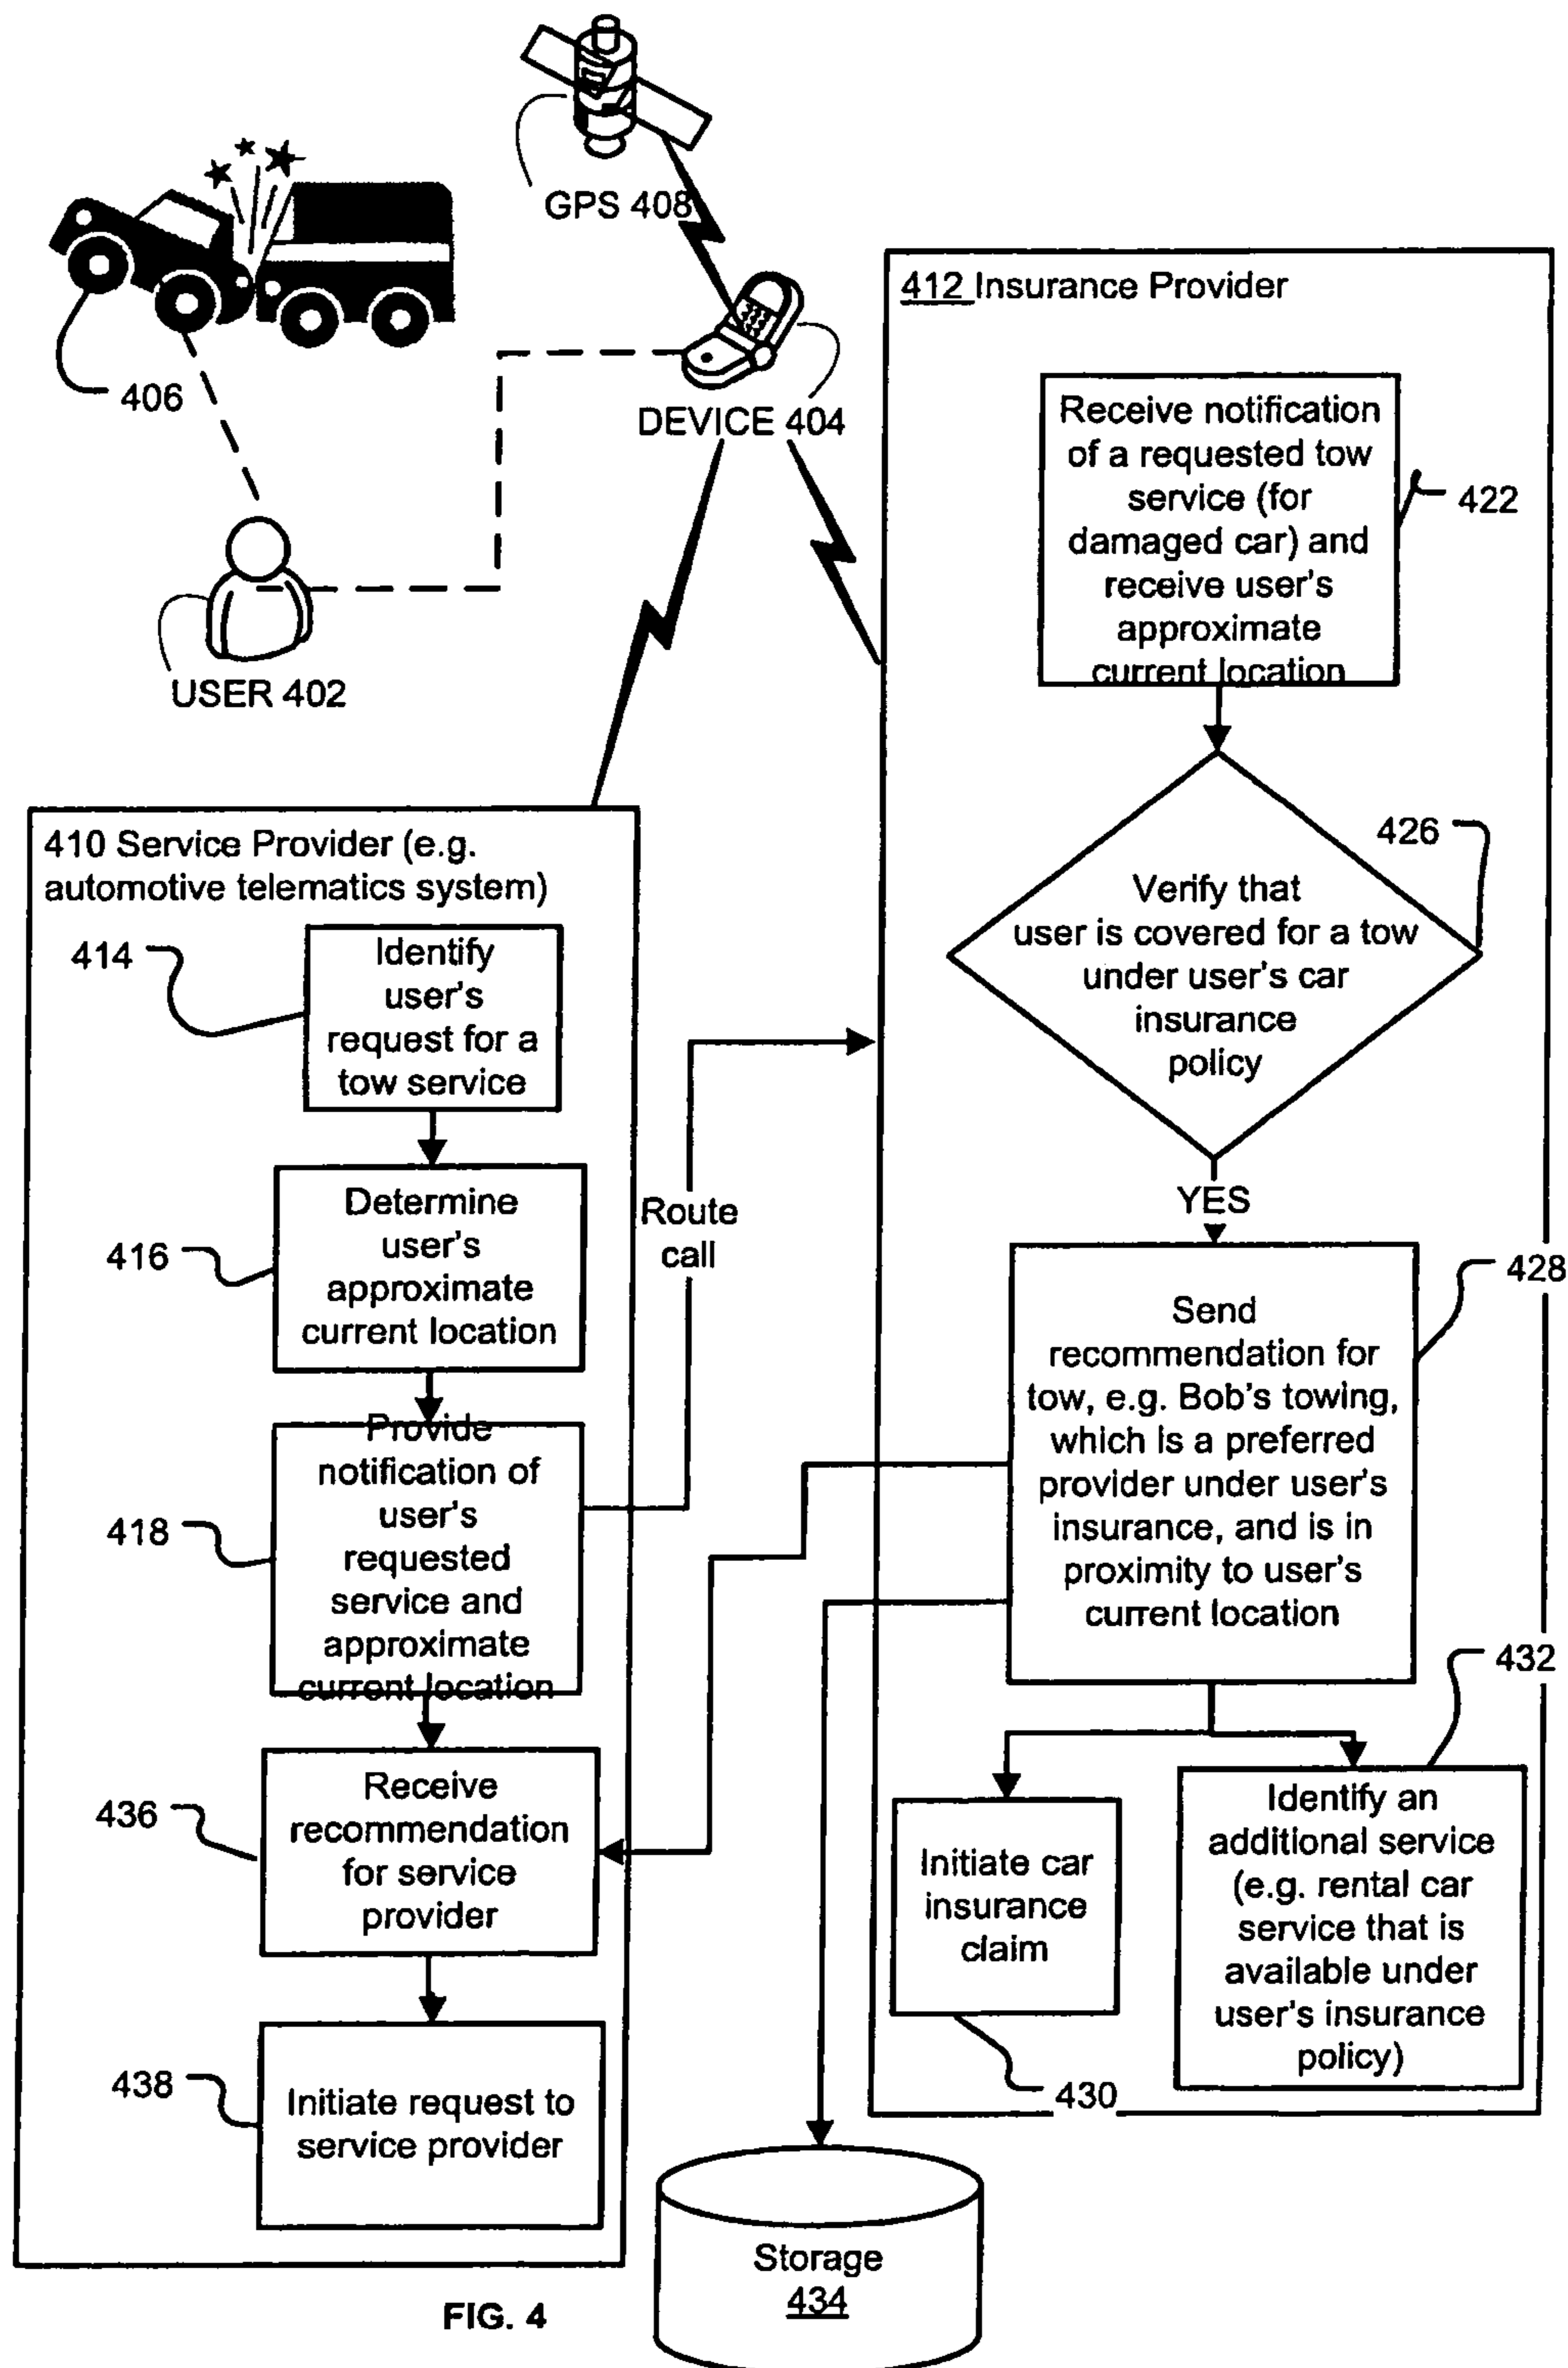 GPS 408
412 Insurance Provider
406
DEVICE 404
Receive notification
of a requested tow
service (for
damaged car) and
receive user's
approximate
current location
422
USER 402
410 Service Provider (e.g.
automotive telematics system)
426
Verify that
user is covered for a tow
under user's car
insurance
policy
414
Identify
user's
request for a
tow service
YES
Route
call
416
Determine
user's
approximate
current location
428
Send
recommendation for
tow, e.g. Bob's towing,
which is a preferred
provider under user's
insurance, and is in
proximity to user's
current location
418
Provide
notification of
user's
requested
service and
approximate
current location
432
436
Receive
recommendation
for service
provider
Initiate car
insurance
claim
Identify an
additional service
(e.g. rental car
service that is
available under
user's insurance
policy)
430
438
Initiate request to
service provider
Storage
434
FIG. 4